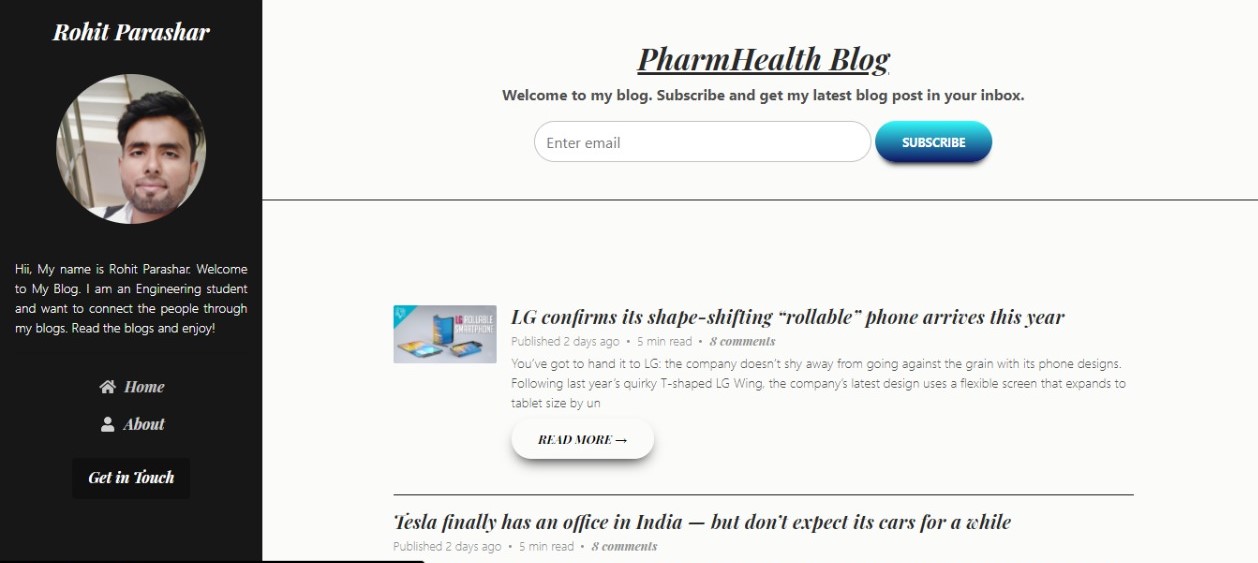 Rohit Parashar
Hii, My name is Rohit Parashar. Welcome
to My Blog. I am an Engineering student
and want to connect the people through
my blogs. Read the blogs and enjoy!
Home
About
Get in Touch
PharmHealth Blog
Welcome to my blog. Subscribe and get my latest blog post in your inbox.
Enter email
SUBSCRIBE
LG ROLLABLE
SMARTPHONE
LG confirms its shape-shifting “rollable” phone arrives this year
Published 2 days ago • 5 min read • 8 comments
You've got to hand it to LG: the company doesn't shy away from going against the grain with its phone designs.
Following last year's quirky T-shaped LG Wing, the company's latest design uses a flexible screen that expands to
tablet size by un
READ MORE →
Tesla finally has an office in India — but don't expect its cars for a while
Published 2 days ago • 5 min read • 8 comments